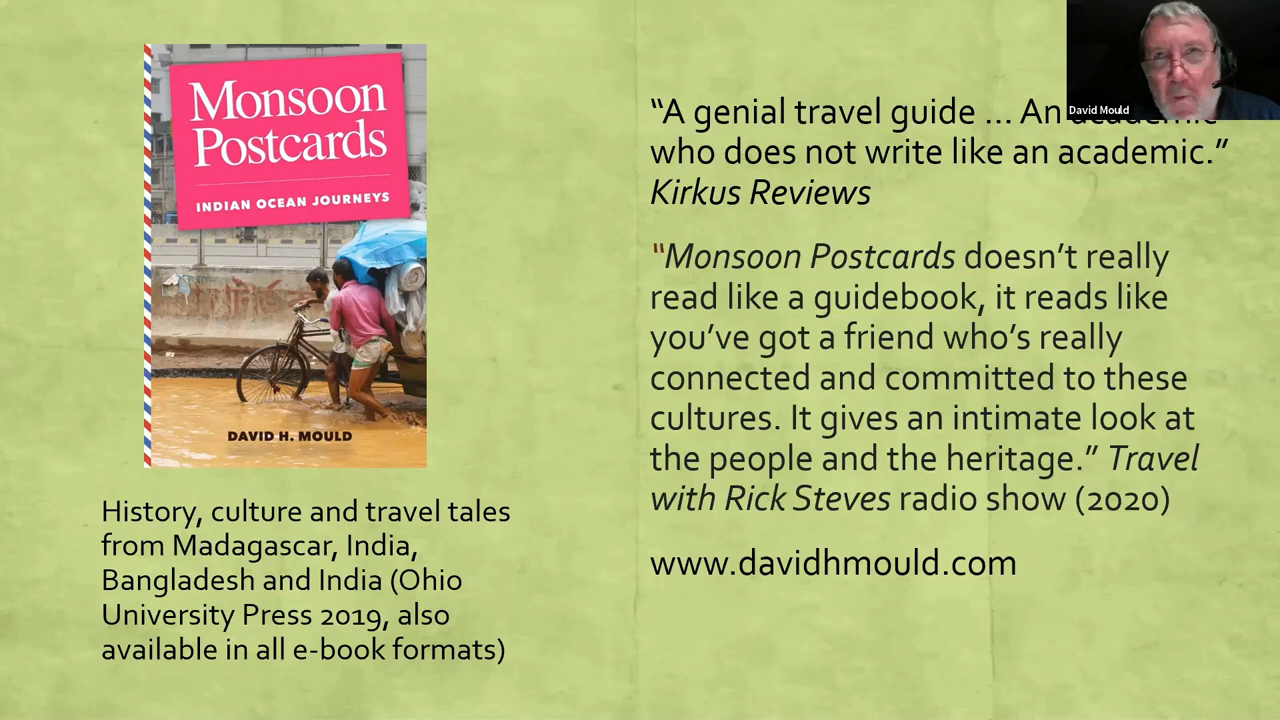 Monsoon
Postcards
INDIAN OCEAN JOURNEYS
DAVID H. MOULD
History, culture and travel tales
from Madagascar, India,
Bangladesh and India (Ohio
University Press 2019, also
available in all e-book formats)
David Mould
“A genial travel guide ... An academic
who does not write like an academic.”
Kirkus Reviews
“Monsoon Postcards doesn’t really
read like a guidebook, it reads like
you’ve got a friend who’s really
connected and committed to these
cultures. It gives an intimate look at
the people and the heritage.” Travel
with Rick Steves radio show (2020)
www.davidhmould.com